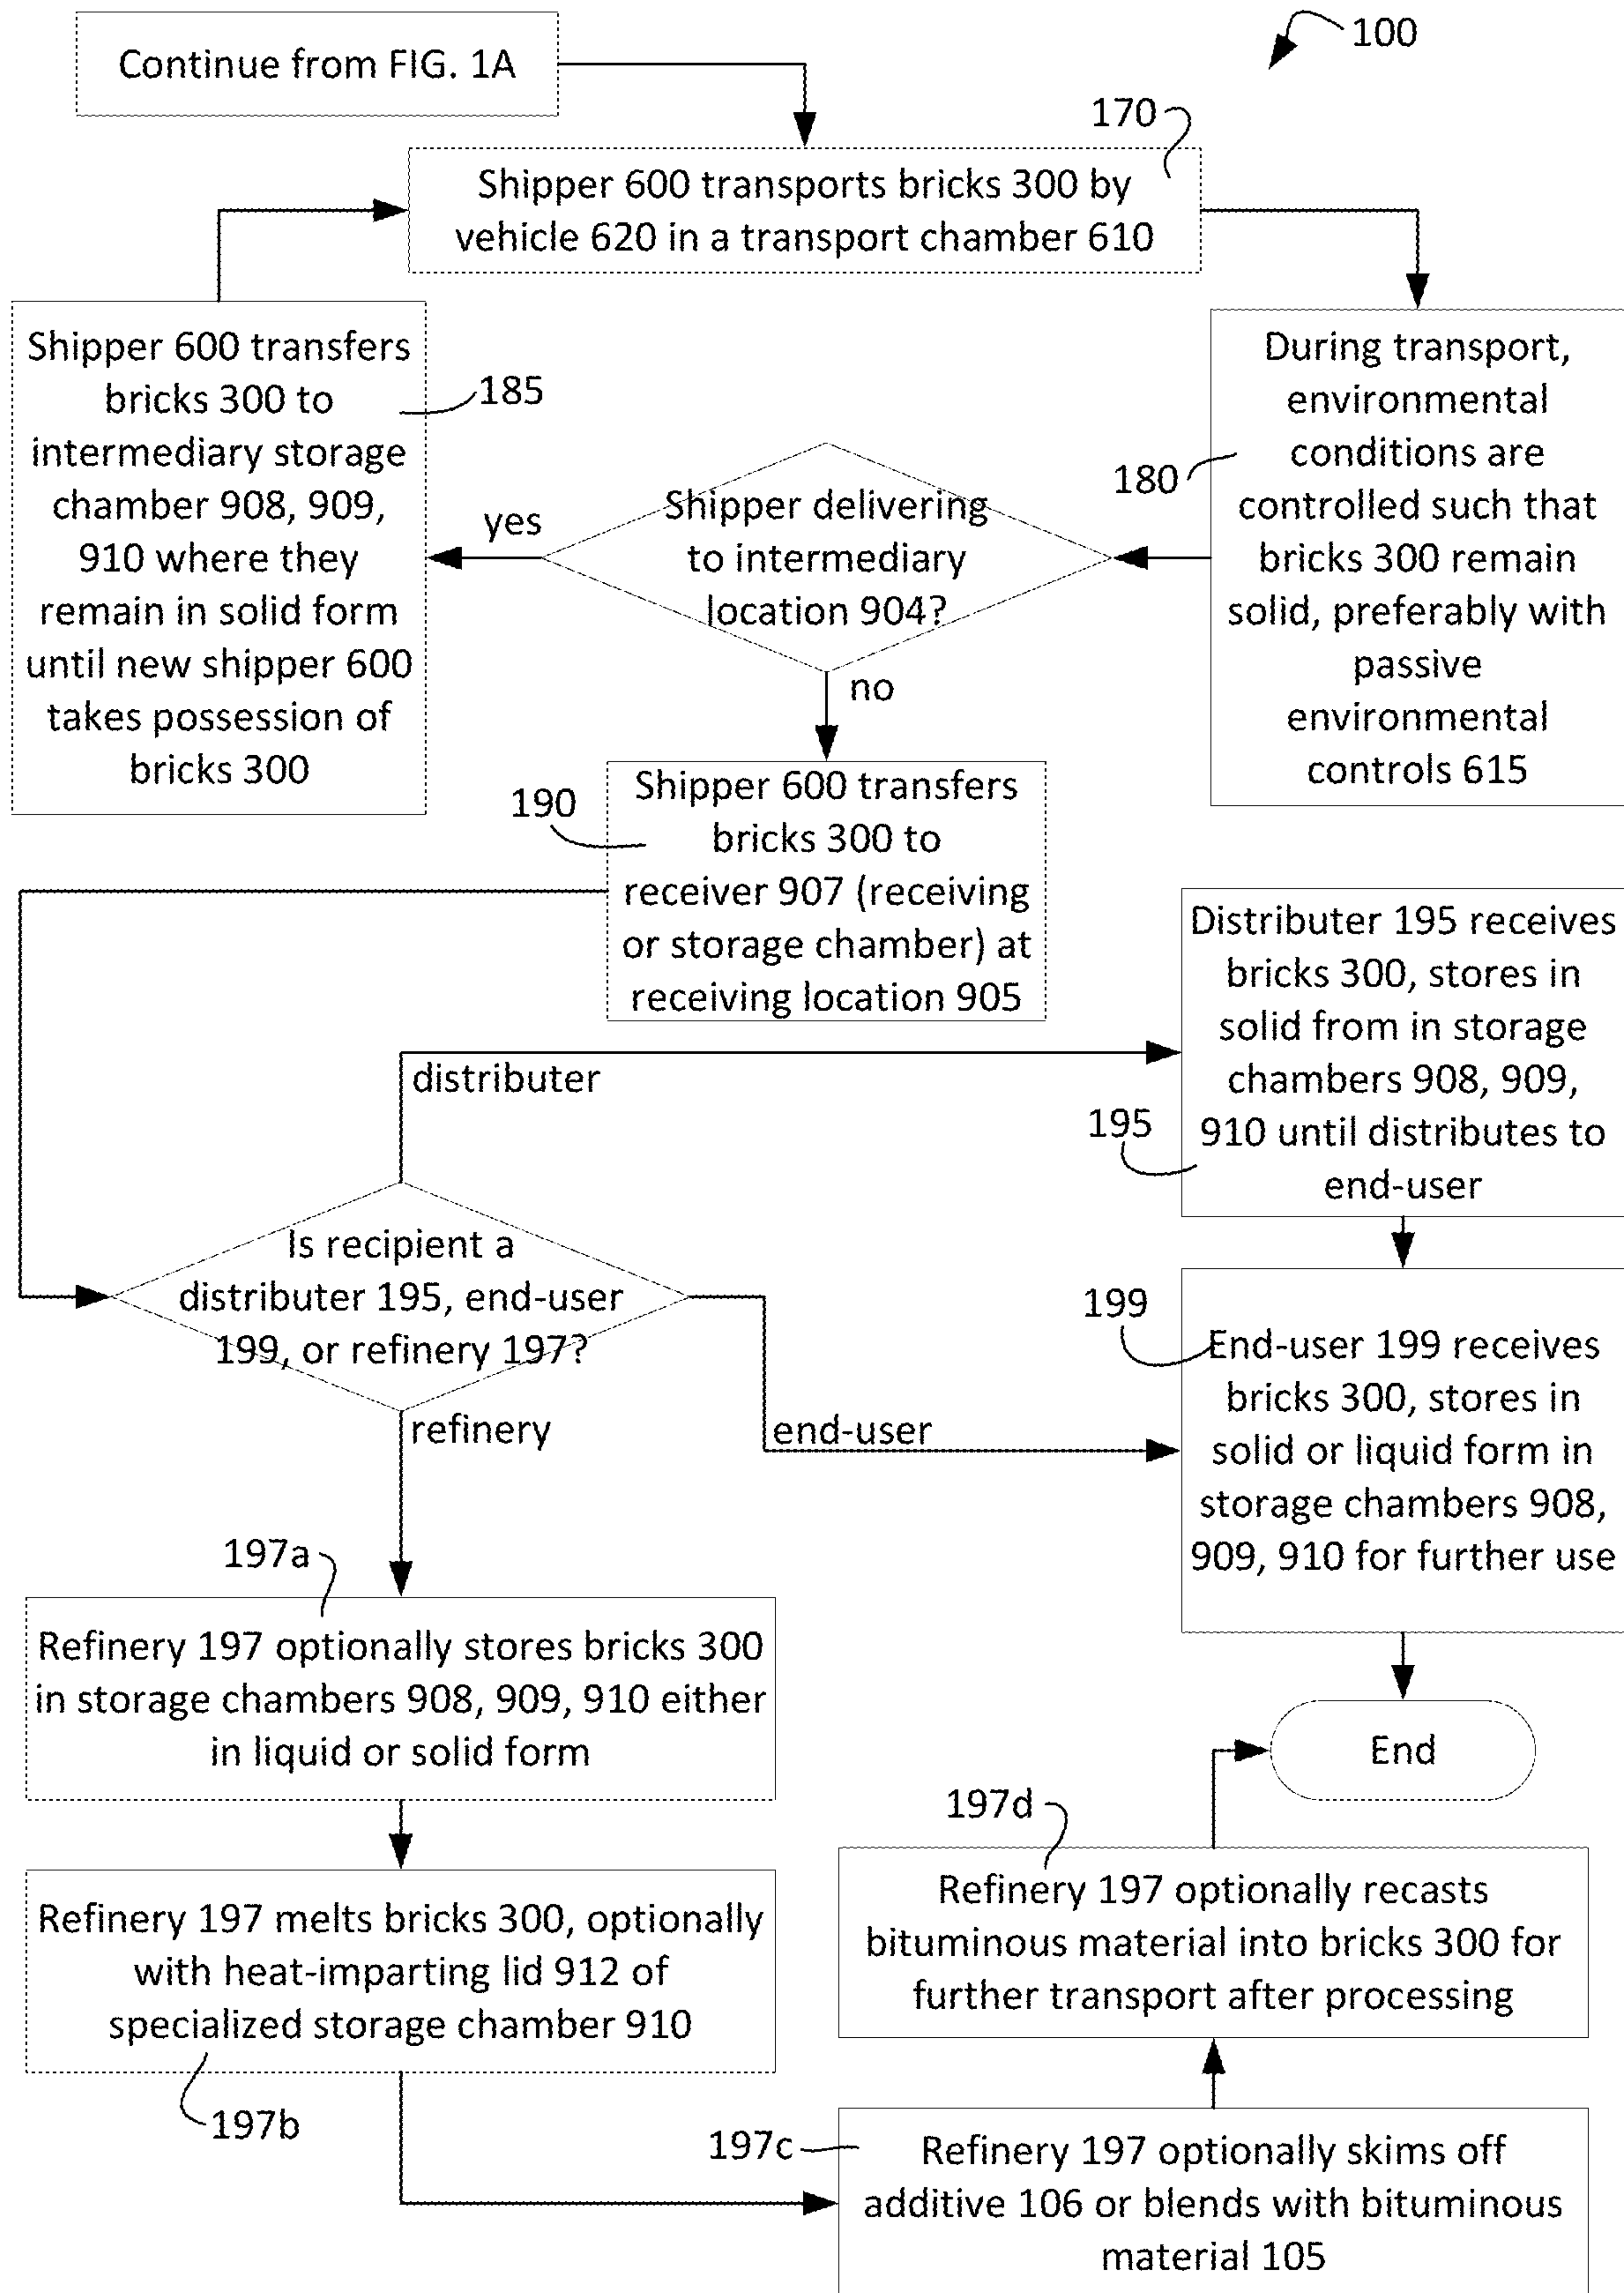 Continue from FIG. 1A
100
170
Shipper 600 transports bricks 300 by
vehicle 620 in a transport chamber 610
Shipper 600 transfers
bricks 300 to
intermediary storage
chamber 908, 909,
910 where they
remain in solid form
until new shipper 600
takes possession of
bricks 300
185
yes
Shipper delivering
to intermediary
location 904?
no
180
During transport,
environmental
conditions are
controlled such that
bricks 300 remain
solid, preferably with
passive
environmental
controls 615
190
Shipper 600 transfers
bricks 300 to
receiver 907 (receiving
or storage chamber) at
receiving location 905
distributer
195
Distributer 195 receives
bricks 300, stores in
solid from in storage
chambers 908, 909,
910 until distributes to
end-user
Is recipient a
distributer 195, end-user
199, or refinery 197?
refinery
end-user
199
End-user 199 receives
bricks 300, stores in
solid or liquid form in
storage chambers 908,
909, 910 for further use
197a
Refinery 197 optionally stores bricks 300
in storage chambers 908, 909, 910 either
in liquid or solid form
End
Refinery 197 melts bricks 300, optionally
with heat-imparting lid 912 of
specialized storage chamber 910
197b
197d
Refinery 197 optionally recasts
bituminous material into bricks 300 for
further transport after processing
197c
Refinery 197 optionally skims off
additive 106 or blends with bituminous
material 105